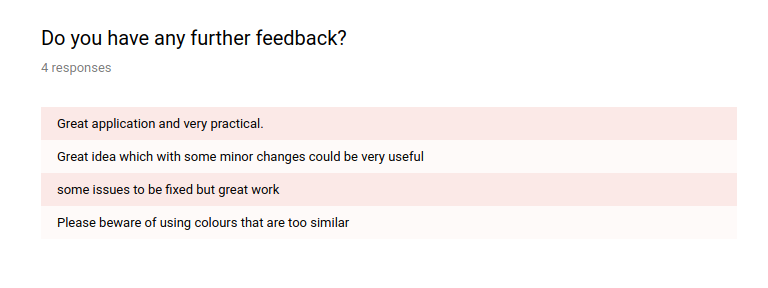 Do you have any further feedback?
4 responses
Great application and very practical.
Great idea which with some minor changes could be very useful
some issues to be fixed but great work
Please beware of using colours that are too similar